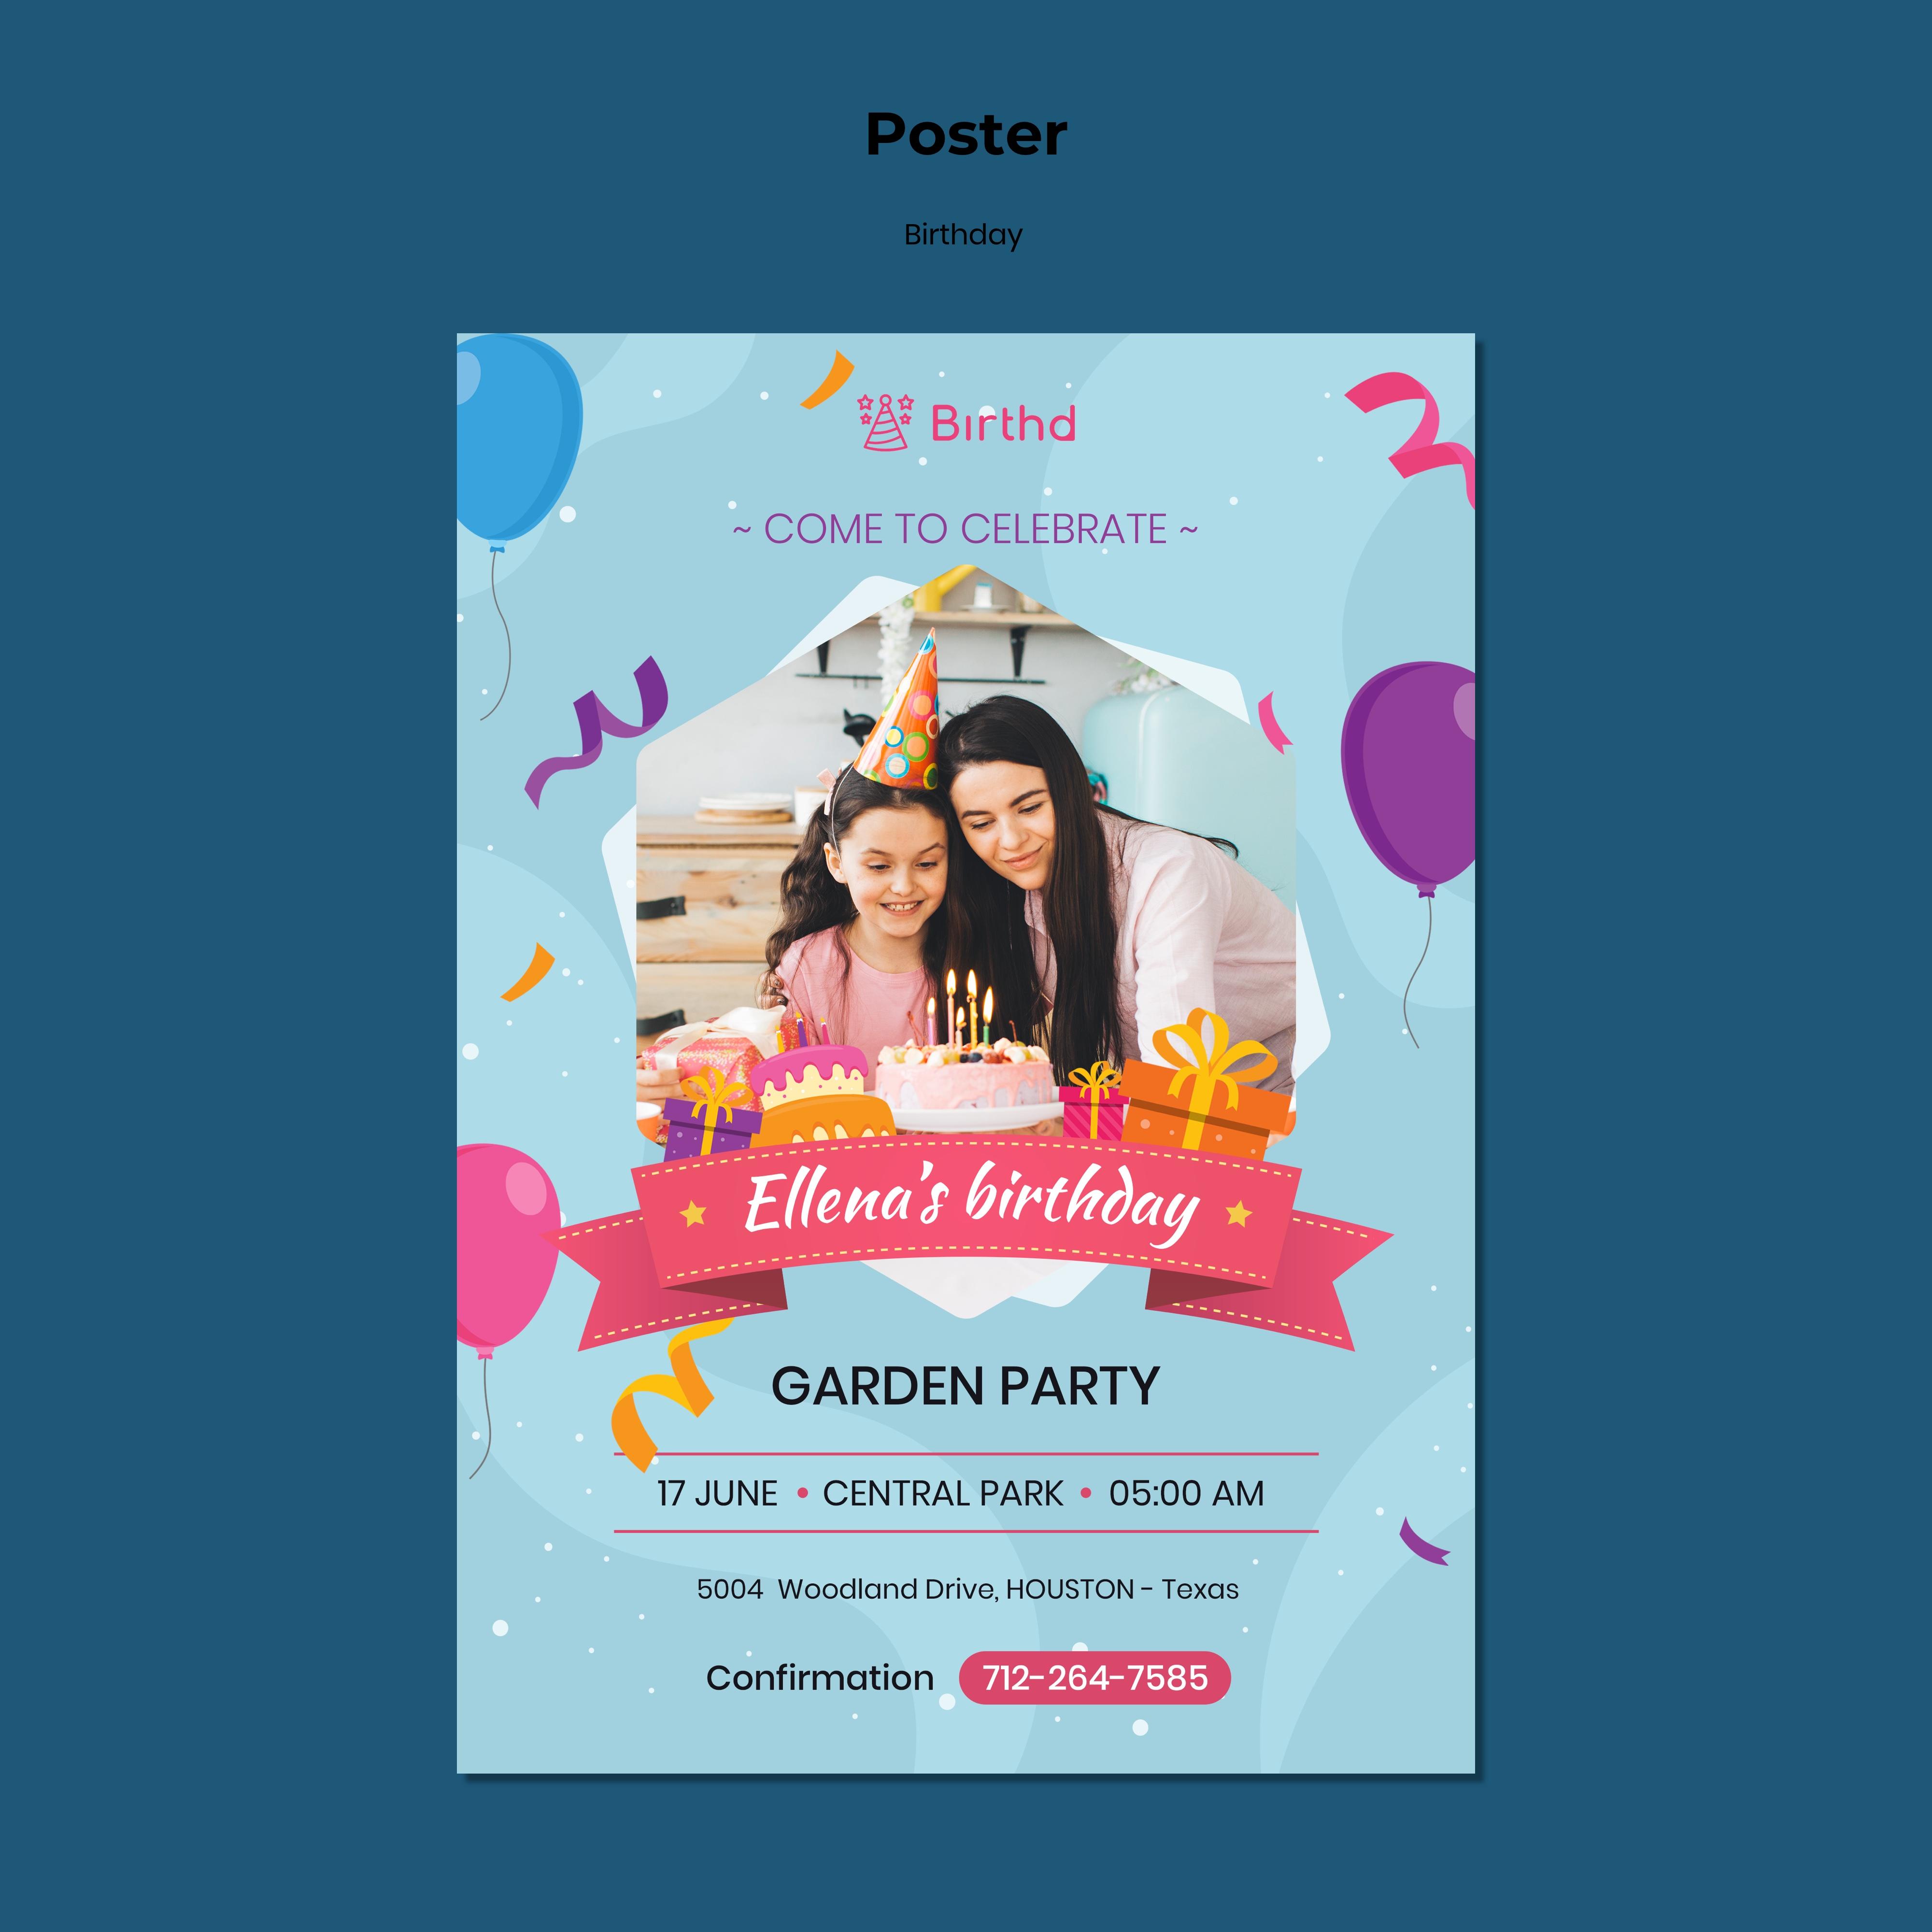 Poster
Birthday
Birthd
~ COME TO CELEBRATE ~
Ellena's birthday
GARDEN PARTY
17 JUNE • CENTRAL PARK • 05:00 AM
5004 Woodland Drive, HOUSTON - Texas
Confirmation 712-264-7585